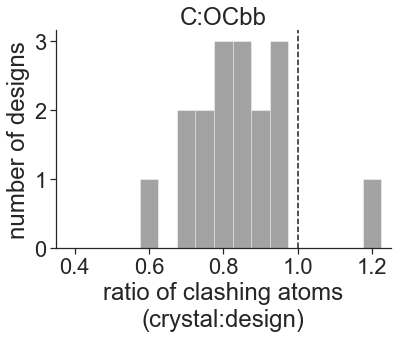 C:OCbb
number of designs
3
2
1
0
0.4 0.6 0.8 1.0 1.2
ratio of clashing atoms
(crystal:design)